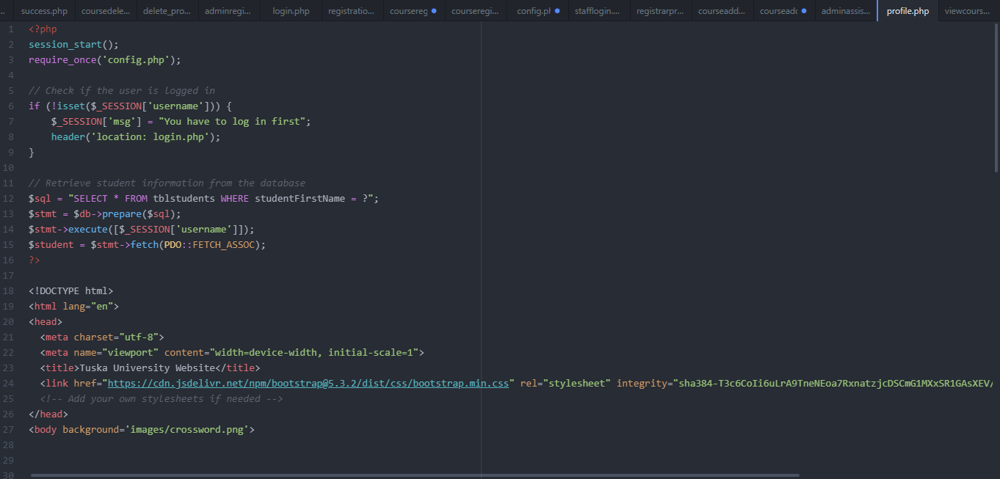 success.php coursedele... delete_pro... adminregi... login.php registratio... coursereg courseregi... config.p stafflogin.... registrarpr... courseadd... courseadd adminassis... profile.php viewcours...
1 <?php
2 session_start();
3 require_once('config.php');
4
5 // Check if the user is logged in
6 if (!isset($_SESSION['username'])) {
7 $_SESSION['msg'] = "You have to log in first";
8 header('location: login.php');
9 }
10
11 // Retrieve student information from the database
12 $sql = "SELECT * FROM tblstudents WHERE studentFirstName = ?";
13 $stmt = $db->prepare($sql);
14 $stmt->execute([$_SESSION['username']]);
15 $student = $stmt->fetch(PDO::FETCH_ASSOC);
16 ?>
17
18 <!DOCTYPE html>
19 <html lang="en">
20 <head>
21 <meta charset="utf-8">
22 <meta name="viewport" content="width=device-width, initial-scale=1">
23 <title>Tuska University Website</title>
24 <link href="https://cdn.jsdelivr.net/npm/bootstrap@5.3.2/dist/css/bootstrap.min.css" rel="stylesheet" integrity="sha384-T3c6CoIi6uLrA9TneNEoa7RxnatzjcDSCmG1MXxSR1GAsXEV/
25 <!-- Add your own stylesheets if needed -->
26 </head>
27 <body background='images/crossword.png'>
28
29
30